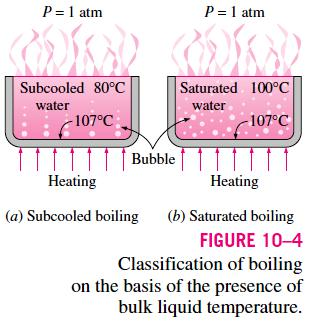 P = 1 atm
Subcooled 80°C
water
107°C
Heating
(a) Subcooled boiling
P = 1 atm
Saturated 100°C
water
107°C
Heating
(b) Saturated boiling
Bubble
FIGURE 10–4
Classification of boiling
on the basis of the presence of
bulk liquid temperature.